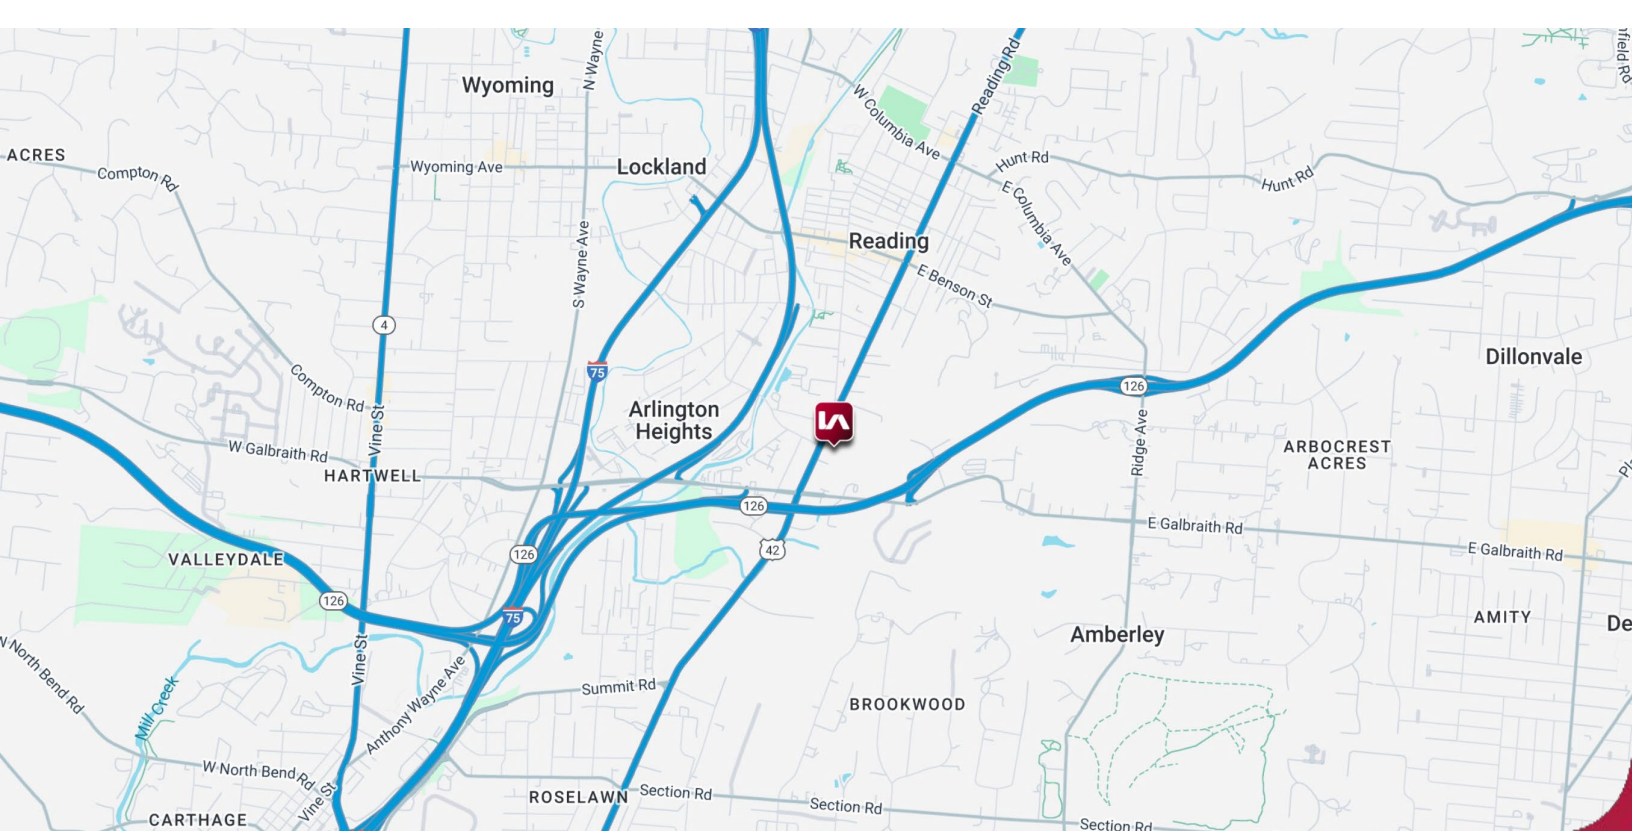 Wyoming
N Wayne
Reading Rd
nfield Rd
W Columbia Ave
ACRES
Compton Rd
Wyoming Ave
Lockland
Hunt Rd
Hunt Rd
E Columbia Ave
S Wayne Ave
Reading
E Benson St
4
75
Dillonvale
126
Compton Rd
Vine St
Arlington
Heights
Ridge Ave
W Galbraith Rd
HARTWELL
ARBOCREST
ACRES
126
E Galbraith Rd
E Galbraith Rd
126
42
VALLEYDALE
126
75
AMITY
De
Amberley
W North Bend Rd
Vine St
Mill Creek
Anthony Wayne Ave
Summit Rd
BROOKWOOD
W North Bend Rd
Vine St
ROSELAWN
Section Rd
Section Rd
Section Rd
CARTHAGE